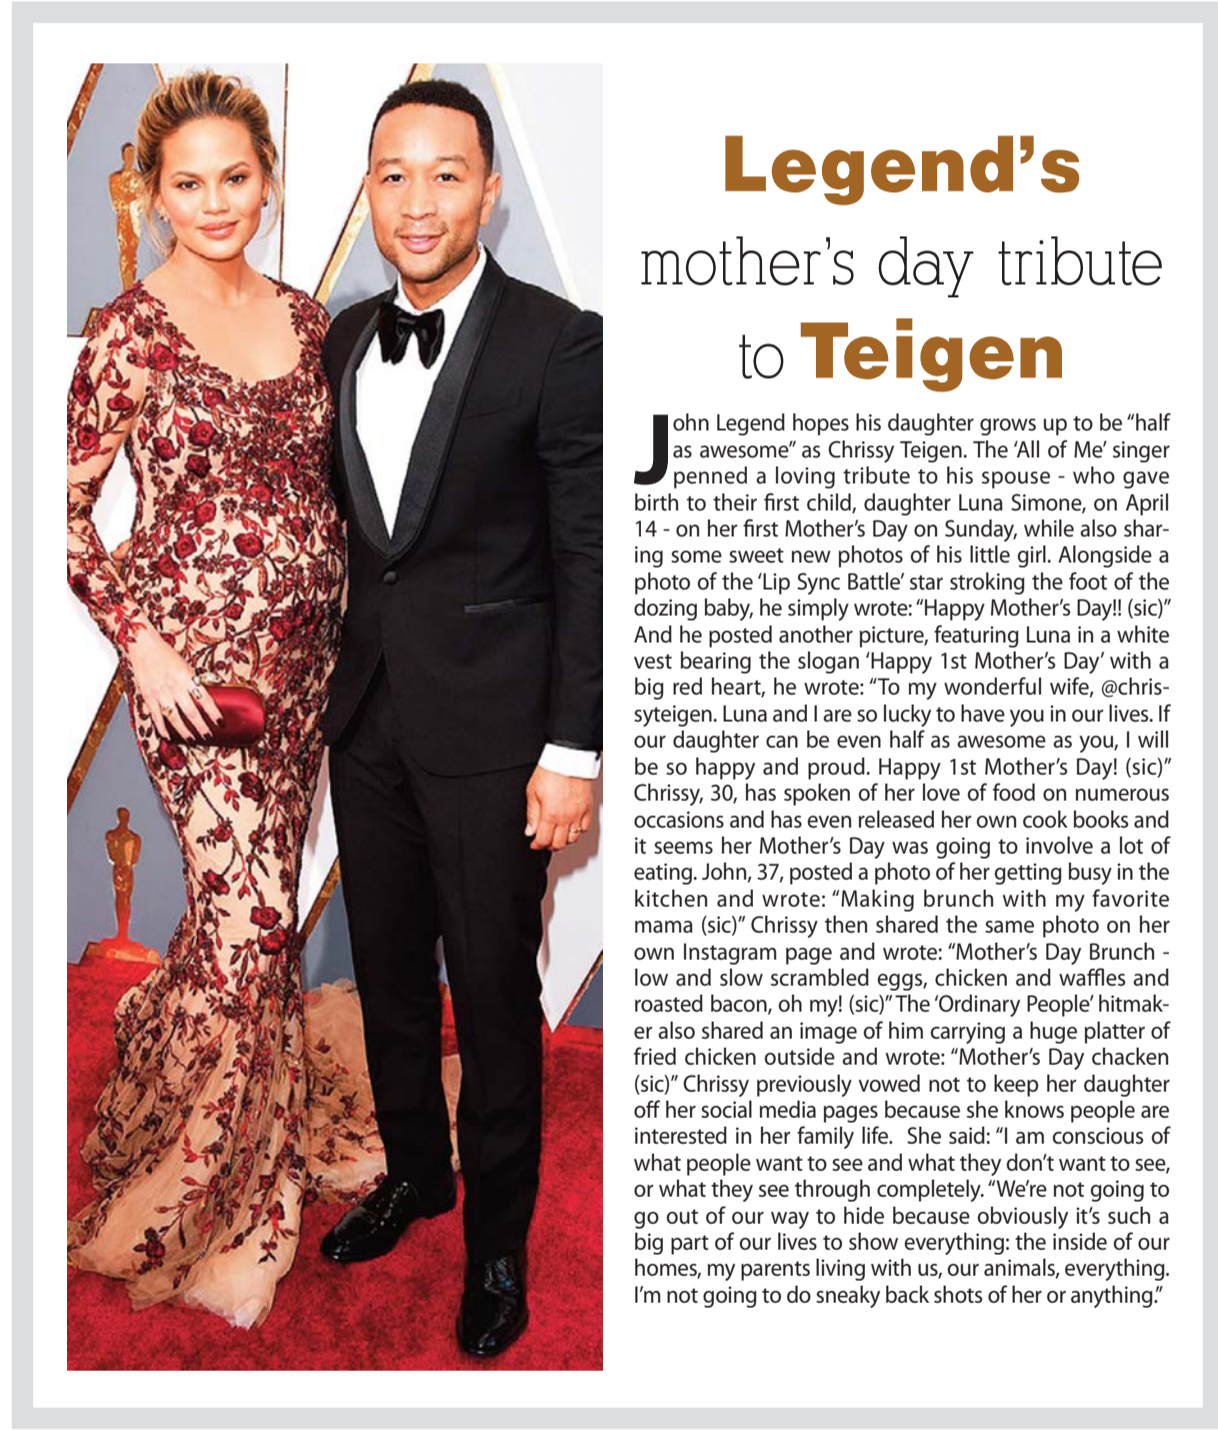 Legend's
mother's day tribute
to Teigen
John Legend hopes his daughter grows up to be “half
as awesome” as Chrissy Teigen. The ‘All of Me’ singer
penned a loving tribute to his spouse - who gave
birth to their first child, daughter Luna Simone, on April
14 - on her first Mother’s Day on Sunday, while also shar-
ing some sweet new photos of his little girl. Alongside a
photo of the ‘Lip Sync Battle’ star stroking the foot of the
dozing baby, he simply wrote: “Happy Mother’s Day!! (sic)”
And he posted another picture, featuring Luna in a white
vest bearing the slogan ‘Happy 1st Mother’s Day’ with a
big red heart, he wrote: “To my wonderful wife, @chris-
syteigen. Luna and I are so lucky to have you in our lives. If
our daughter can be even half as awesome as you, I will
be so happy and proud. Happy 1st Mother’s Day! (sic)”
Chrissy, 30, has spoken of her love of food on numerous
occasions and has even released her own cook books and
it seems her Mother’s Day was going to involve a lot of
eating. John, 37, posted a photo of her getting busy in the
kitchen and wrote: “Making brunch with my favorite
mama (sic)” Chrissy then shared the same photo on her
own Instagram page and wrote: “Mother’s Day Brunch -
low and slow scrambled eggs, chicken and waffles and
roasted bacon, oh my! (sic)” The ‘Ordinary People’ hitmak-
er also shared an image of him carrying a huge platter of
fried chicken outside and wrote: “Mother’s Day chacken
(sic)” Chrissy previously vowed not to keep her daughter
off her social media pages because she knows people are
interested in her family life.  She said: “I am conscious of
what people want to see and what they don’t want to see,
or what they see through completely. “We’re not going to
go out of our way to hide because obviously it’s such a
big part of our lives to show everything: the inside of our
homes, my parents living with us, our animals, everything.
I’m not going to do sneaky back shots of her or anything.”